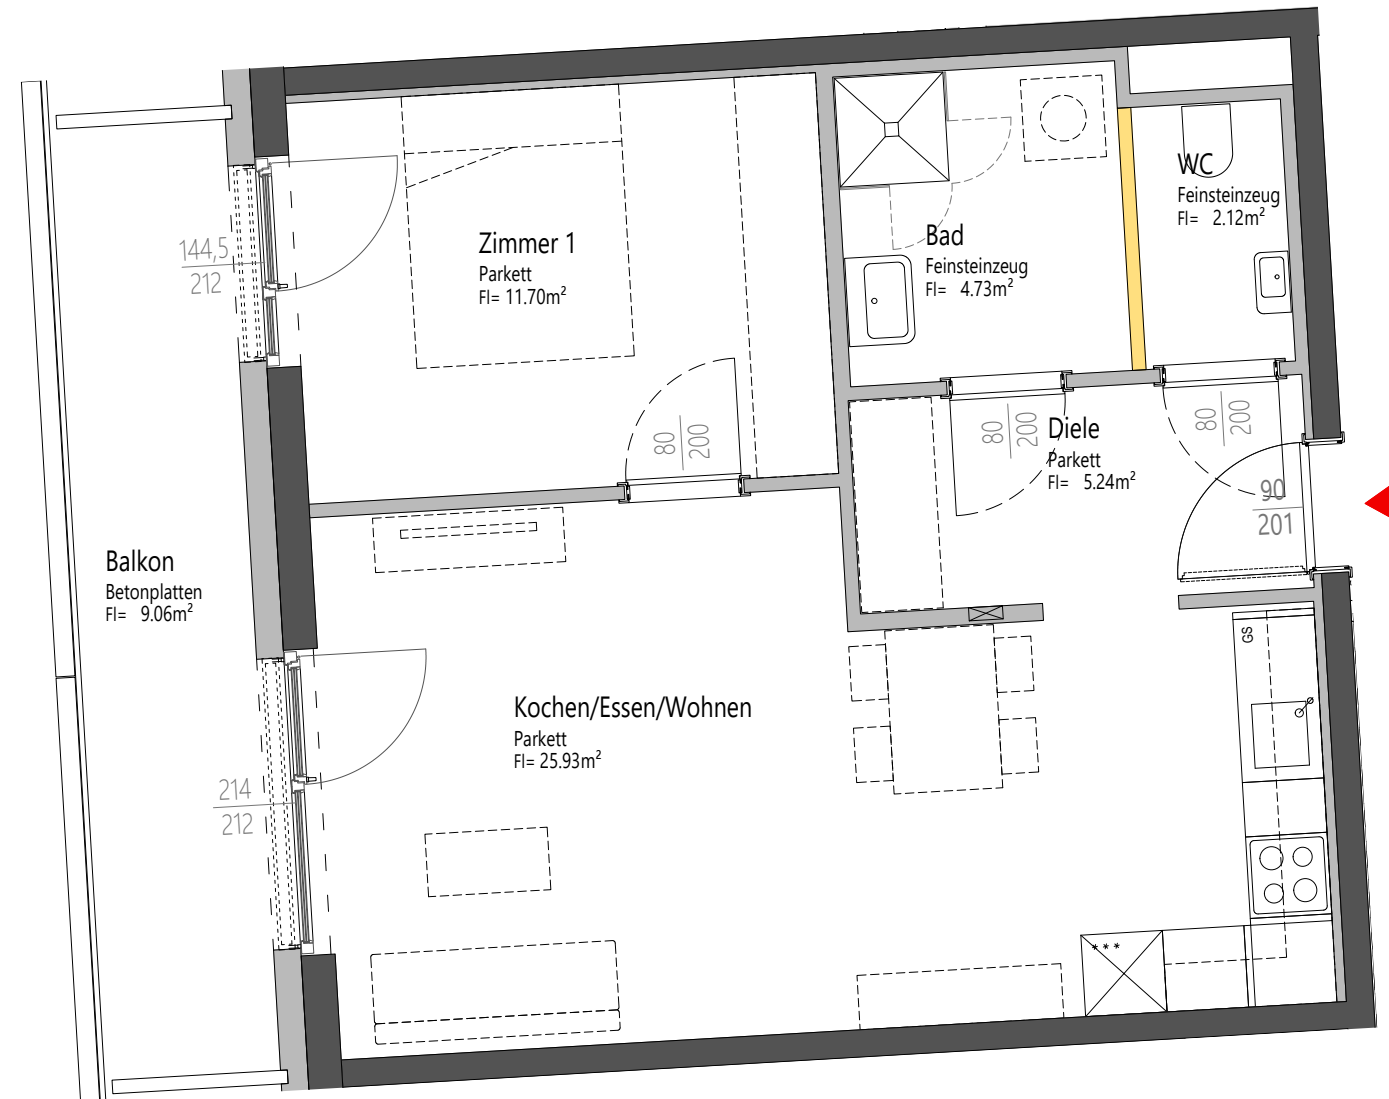 WC
Feinsteinzeug
Fl= 2.12m²
Zimmer 1
Parkett
Fl= 11.70m²
Bad
Feinsteinzeug
Fl= 4.73m²
144,5
212
80
200
80
200
80
200
Diele
Parkett
Fl= 5.24m²
90
201
Balkon
Betonplatten
Fl= 9.06m²
GS
Kochen/Essen/Wohnen
Parkett
Fl= 25.93m²
214
212
***